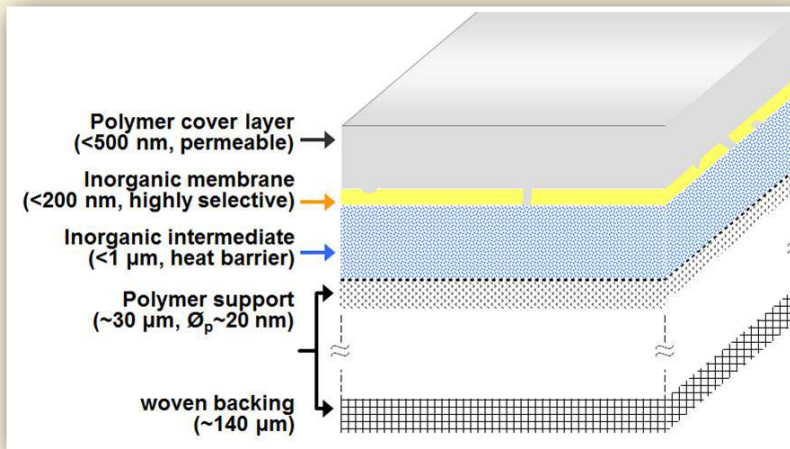 Polymer cover layer
(<500 nm, permeable)
Inorganic membrane
(<200 nm, highly selective)
Inorganic intermediate
(<1 µm, heat barrier)
Polymer support
(~30 µm, Øp~20 nm)
woven backing
(~140 µm)